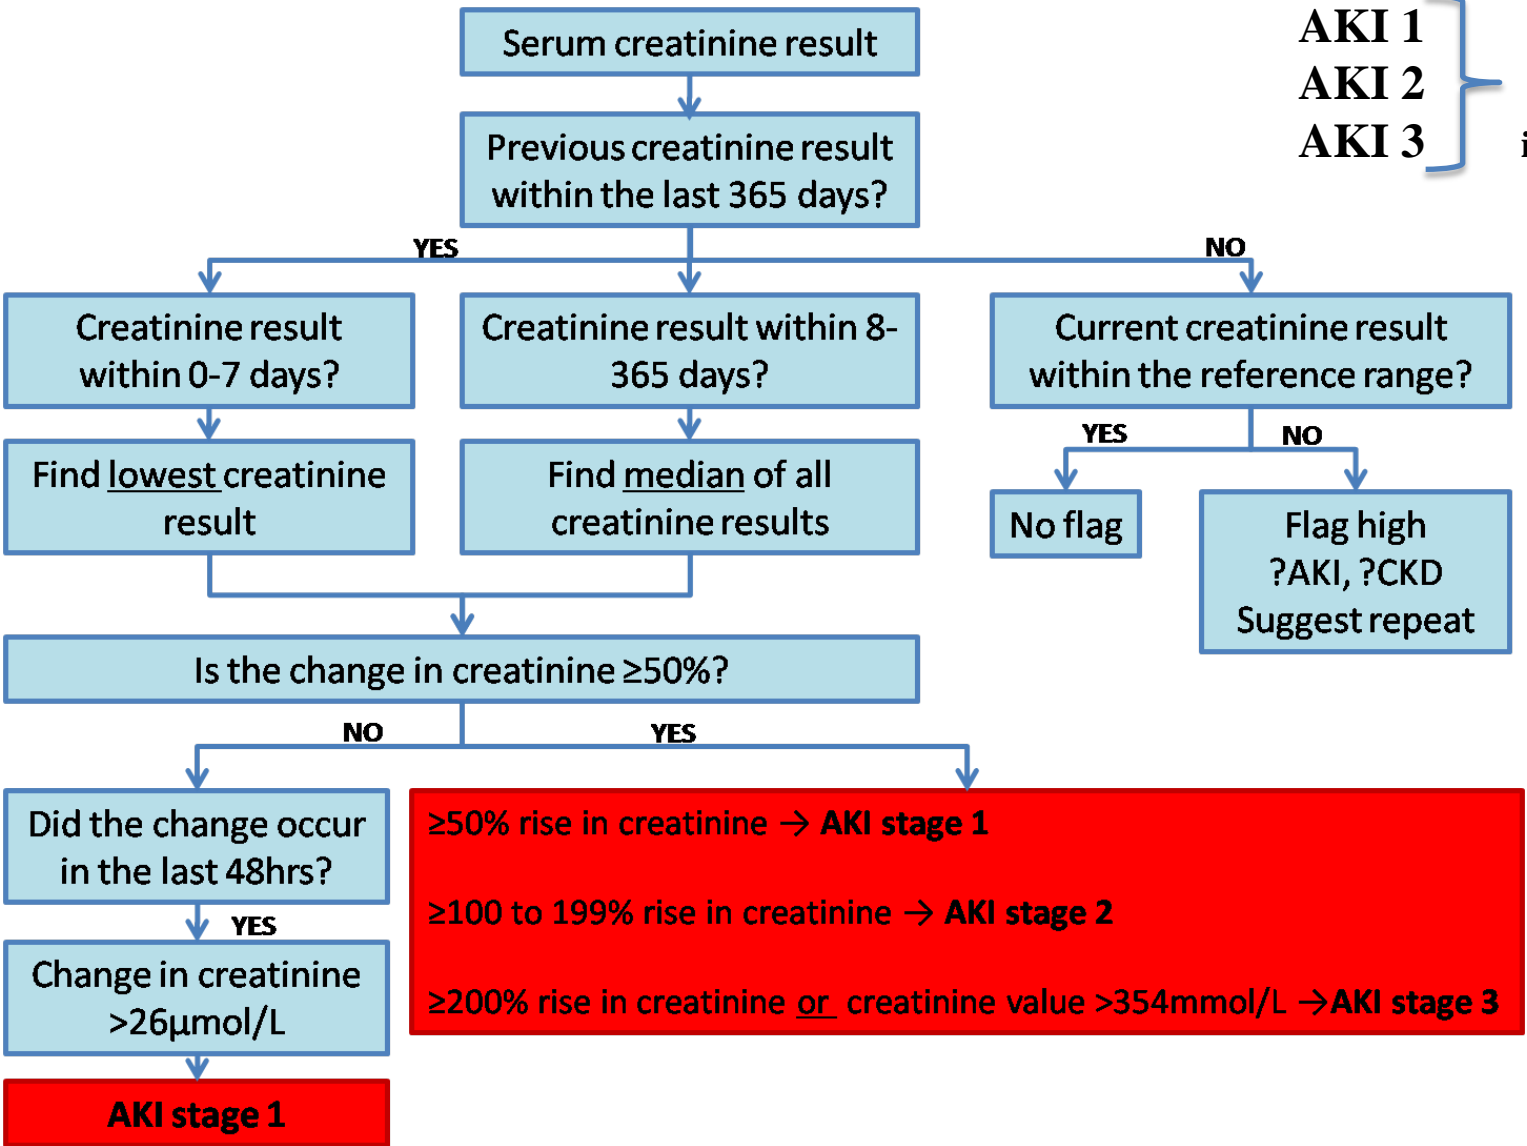 Serum creatinine result
AKI 1
AKI 2
AKI 3
i
Previous creatinine result
within the last 365 days?
YES
NO
Creatinine result
within 0-7 days?
Creatinine result within 8-
365 days?
Current creatinine result
within the reference range?
YES
NO
Find lowest creatinine
result
Find median of all
creatinine results
No flag
Flag high
?AKI, ?CKD
Suggest repeat
Is the change in creatinine ≥50%?
NO
YES
Did the change occur
in the last 48hrs?
YES
Change in creatinine
>26µmol/L
AKI stage 1
≥50% rise in creatinine → AKI stage 1
≥100 to 199% rise in creatinine → AKI stage 2
≥200% rise in creatinine or creatinine value >354mmol/L →AKI stage 3